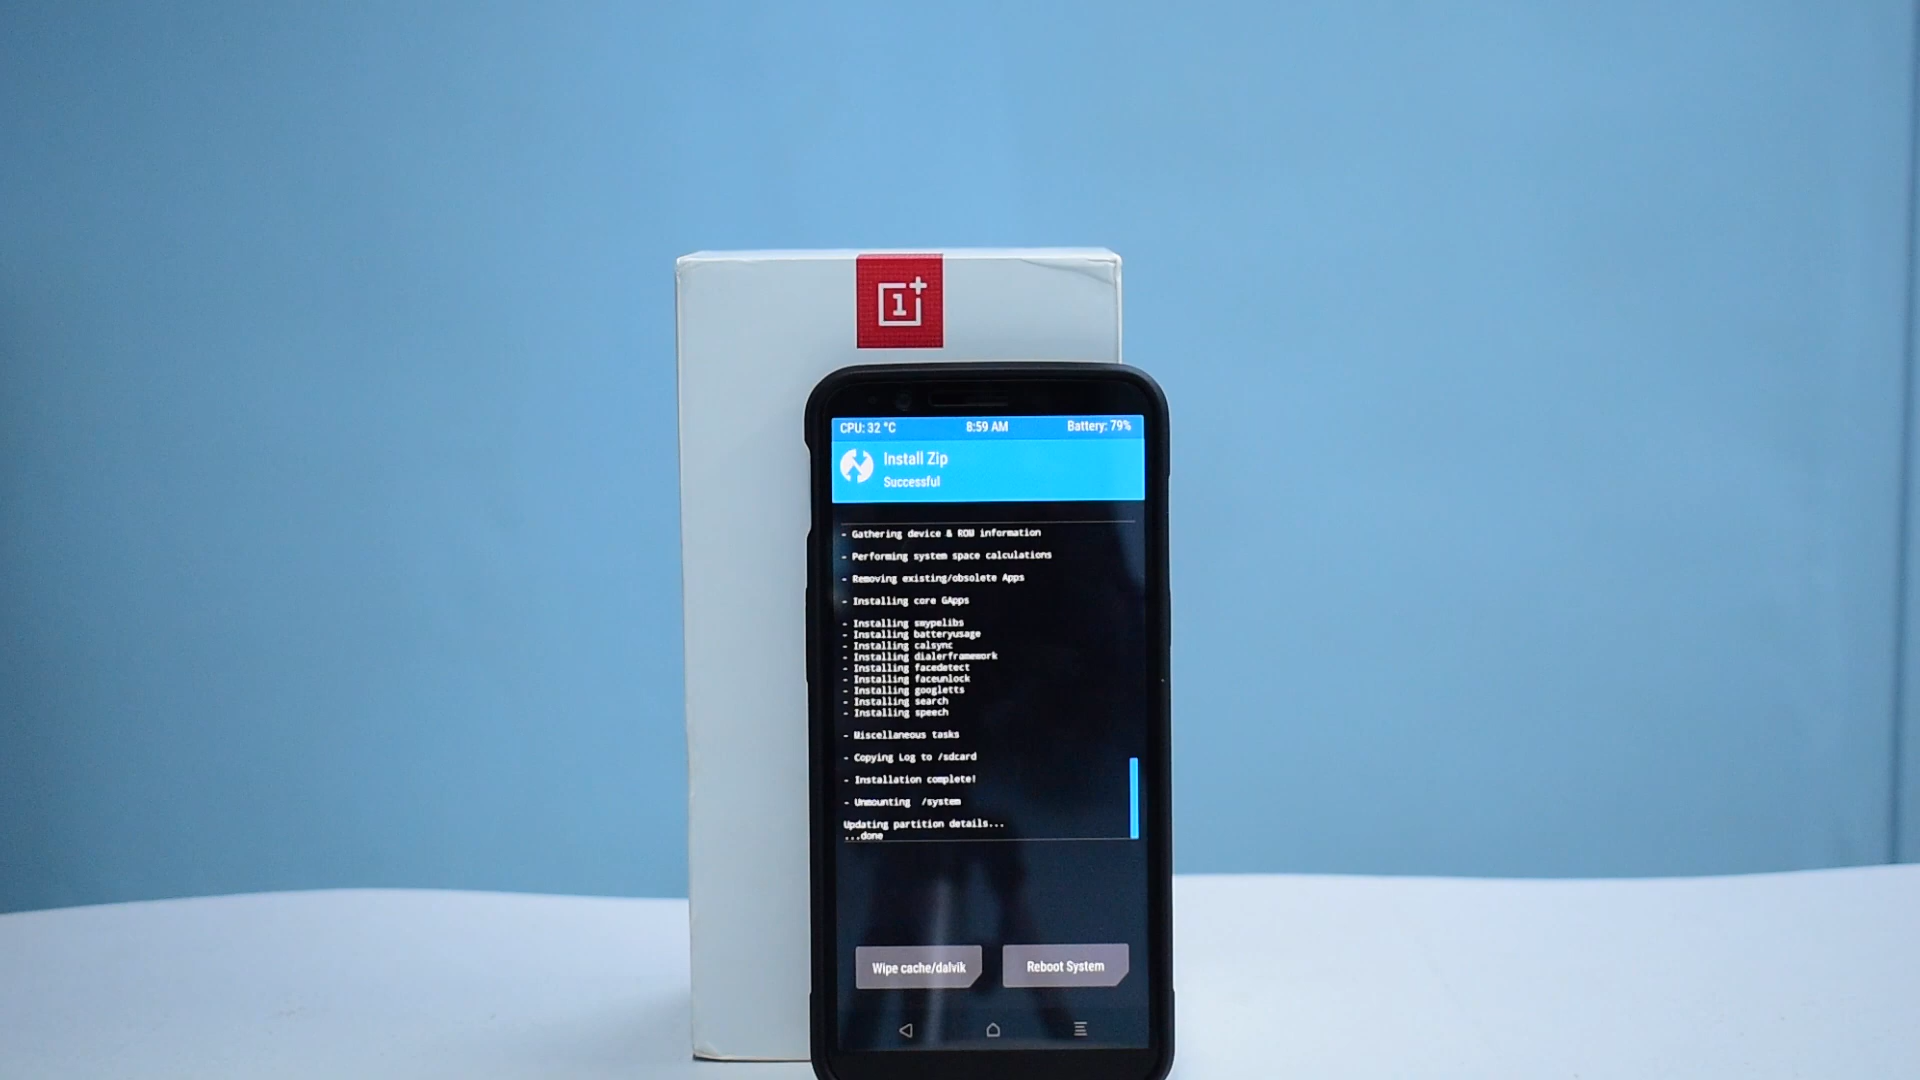 1+
CPU: 32 °C 8:59 AM Battery: 79%
Install Zip
Successful
- Gathering device & ROM information
- Performing system space calculations
- Removing existing/obsolete Apps
- Installing core GApps
- Installing swypelibs
- Installing batteryusage
- Installing calsync
- Installing dialerframework
- Installing facedetect
- Installing faceunlock
- Installing googletts
- Installing search
- Installing speech
- Miscellaneous tasks
- Copying Log to /sdcard
- Installation complete!
- Unmounting /system
Updating partition details...
...done
Wipe cache/dalvik
Reboot System